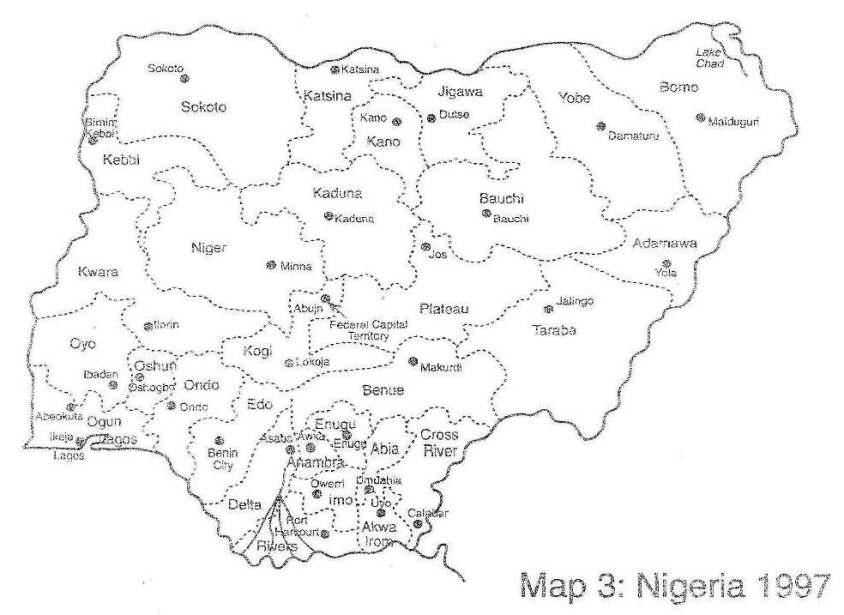 Lake
Chad
Sokoto
Katsina
Borno
Katsina
Jigawa
Yobe
Sokoto
Kano
Dutse
Maiduguri
Birnin
Kebbi
Kano
Damaturu
Kebbi
Kaduna
Bauchi
Kaduna
Bauchi
Niger
Jos
Adamawa
Kwara
Minna
Yola
Abuja
Plateau
Jalingo
Federal Capital
Territory
Taraba
Ilorin
Oyo
Kogi
Lokoja
Makurdi
Oshun
Ibadan
Oshogbo
Ondo
Benue
Edo
Ondo
Abeokuta
Ogun
Enugu
Ikeja
Lagos
Lagos
Asaba
Awka
Enugu
Abia
Cross
River
Benin
City
Anambra
Owerri
Umuahia
Imo
Delta
Uyo
Port
Harcourt
Calabar
Akwa
Irom
Rivers
Map 3: Nigeria 1997